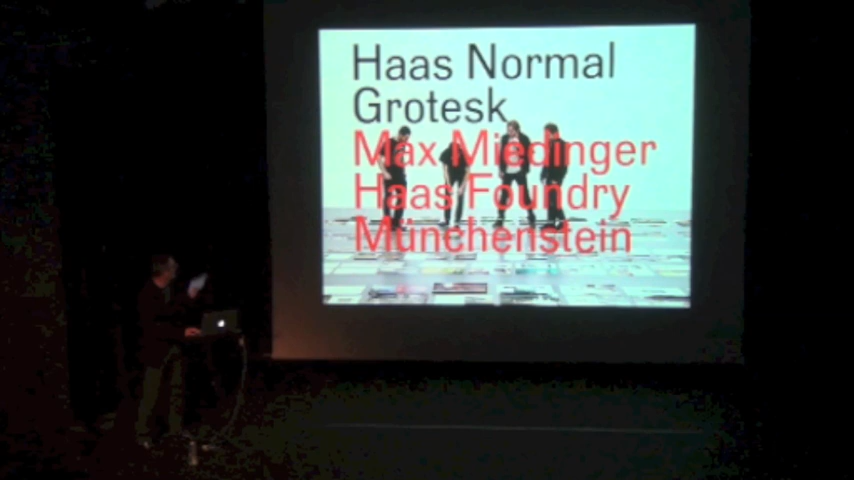 Haas Normal
Grotesk
Max Miedinger
Haas Foundry
Münchenstein